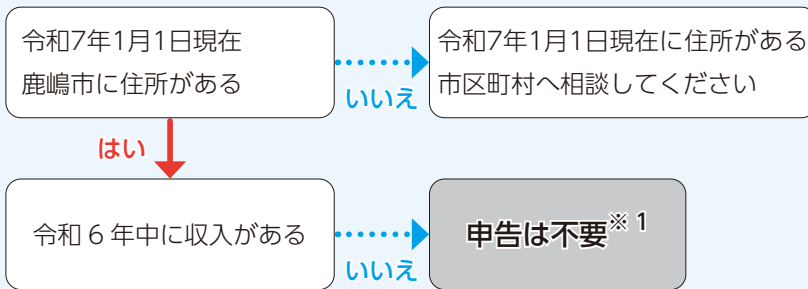 令和7年1月1日現在
鹿嶋市に住所がある
いいえ
令和7年1月1日現在に住所がある
市区町村へ相談してください
はい
令和6年中に収入がある
いいえ
申告は不要※1